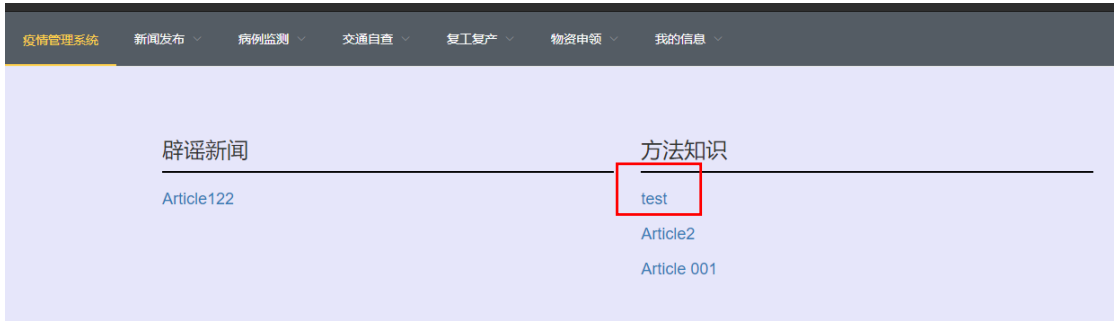 疫情管理系统 新闻发布 病例监测 交通自查 复工复产 物资申领 我的信息
辟谣新闻
Article122
方法知识
test
Article2
Article 001